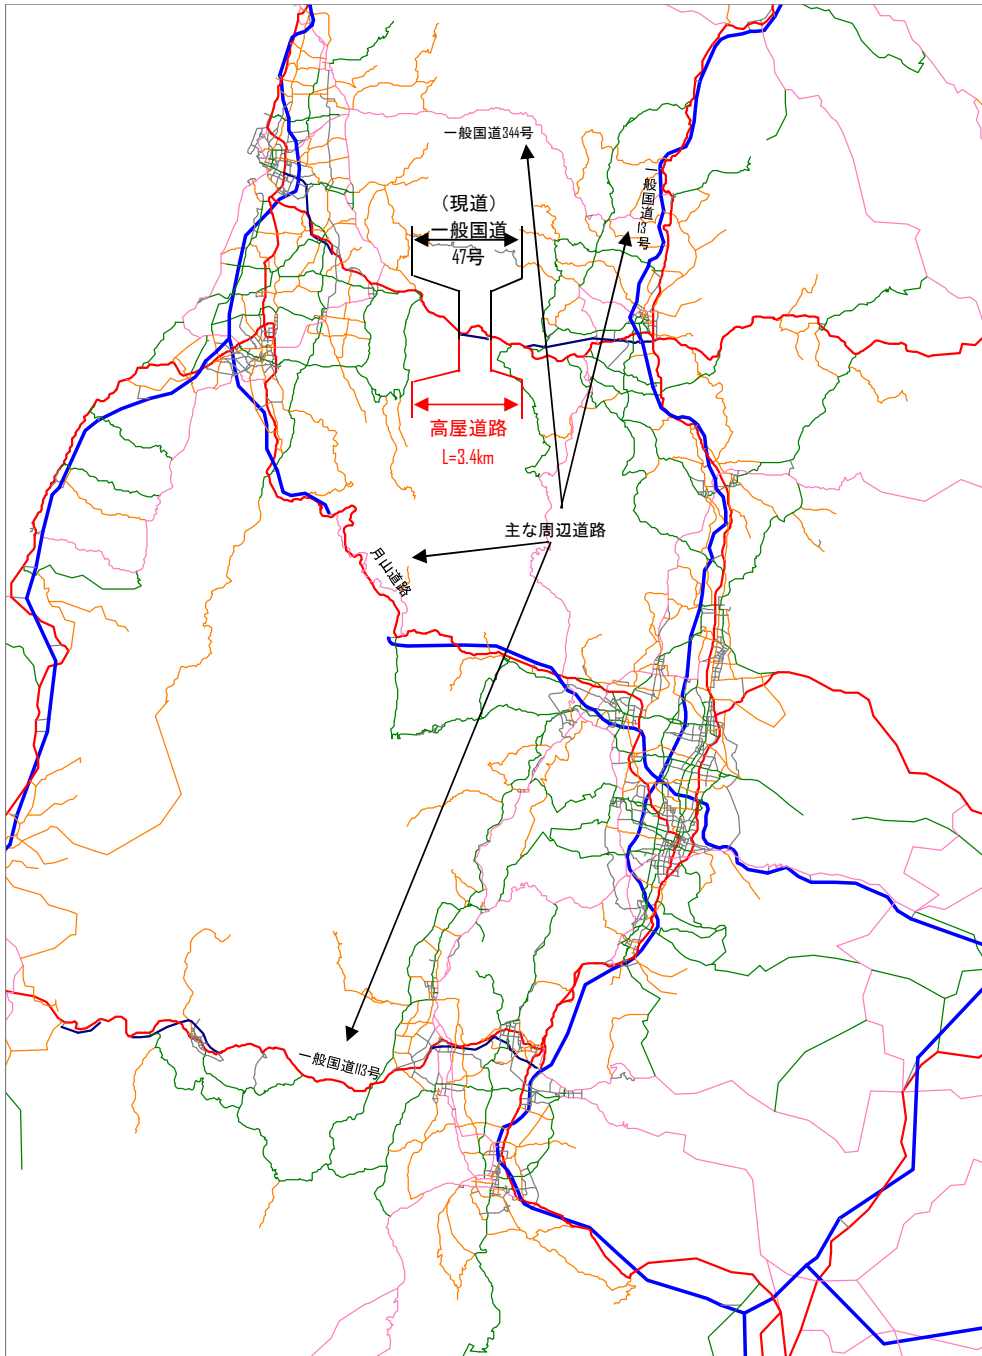 一般国道344号
一般国道13号
（現道）
一般国道
47号
高屋道路
L=3.4km
主な周辺道路
月山道路
一般国道113号